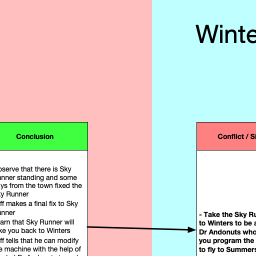 Winte
Conclusion
Conflict / Si
bserve that there is Sky
nner standing and some
ys from town fixed the
y Runner
ff makes a final fix to Sky
nner
arn that Sky Runner will
ke you back to Winters
ff tells that he can modify
e machine with the help of
- Take the Sky Ru
to Winters to be a
Dr Andonuts who
you program the
to fly to Summers